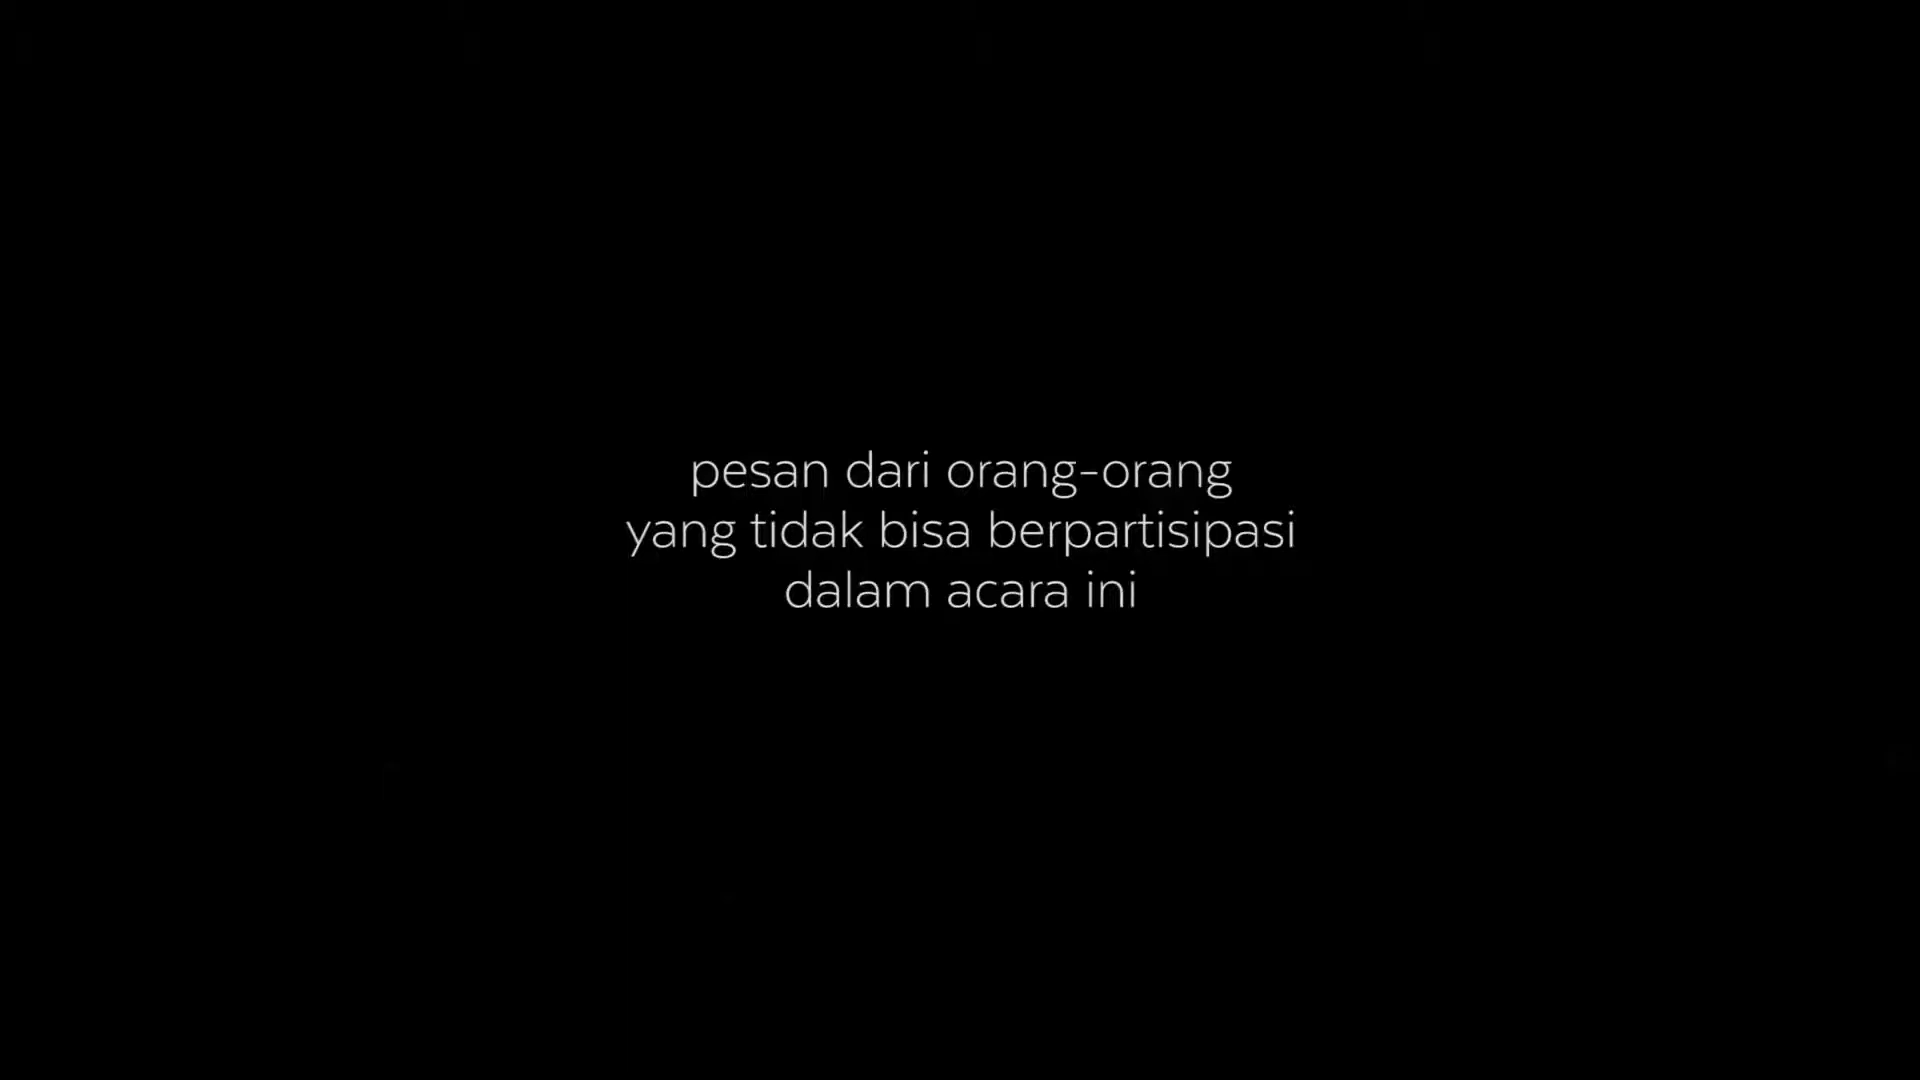 pesan dari orang-orang
yang tidak bisa berpartisipasi
dalam acara ini